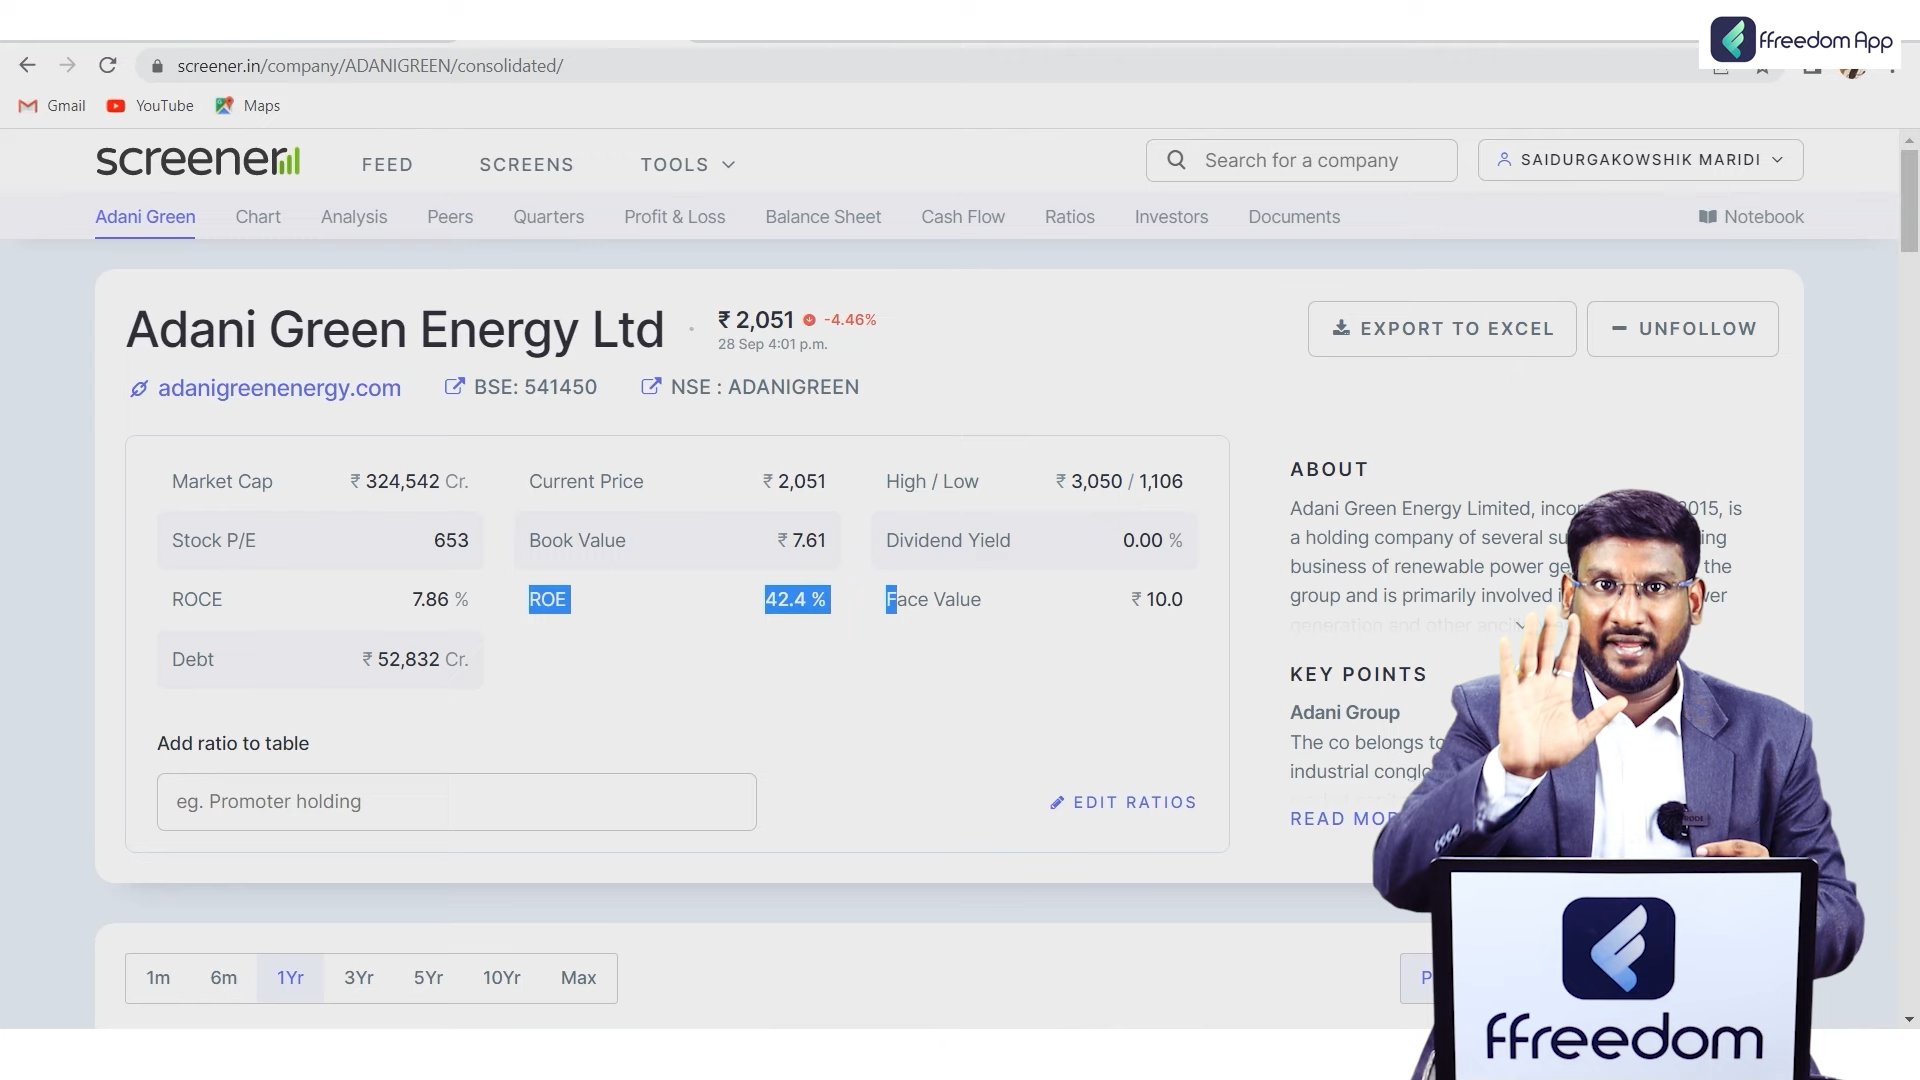 ffreedom App
screener.in/company/ADANIGREEN/consolidated/
Gmail YouTube Maps
screener FEED SCREENS TOOLS Search for a company SAIDURGAKOWSHIK MARIDI
Adani Green Chart Analysis Peers Quarters Profit & Loss Balance Sheet Cash Flow Ratios Investors Documents Notebook
Adani Green Energy Ltd ₹ 2,051 -4.46%
28 Sep 4:01 p.m.
EXPORT TO EXCEL UNFOLLOW
adanigreenenergy.com BSE: 541450 NSE : ADANIGREEN
Market Cap ₹ 324,542 Cr. Current Price ₹ 2,051 High / Low ₹ 3,050 / 1,106
Stock P/E 653 Book Value ₹ 7.61 Dividend Yield 0.00 %
ROCE 7.86 % ROE 42.4 % Face Value ₹ 10.0
Debt ₹ 52,832 Cr.
Add ratio to table
eg. Promoter holding
EDIT RATIOS
ABOUT
Adani Green Energy Limited, 2015, is
a holding company of several
business of renewable power the
group and is primarily involved
generation and other
KEY POINTS
Adani Group
The co belongs to
industrial
READ
1m 6m 1Yr 3Yr 5Yr 10Yr Max
RODE
ffreedom